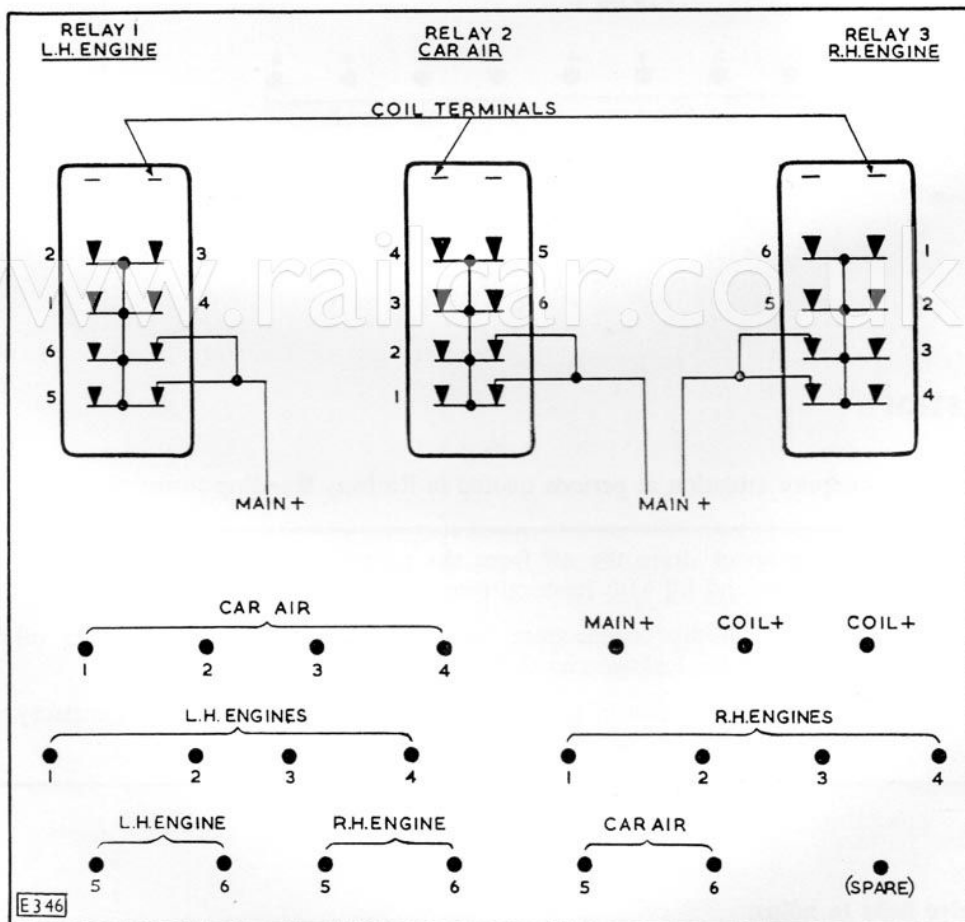 RELAY 1 RELAY 2 RELAY 3
L.H. ENGINE CAR AIR R.H. ENGINE
COIL TERMINALS
2 3 4 5 6 1
www.railcar.co.uk
1 4 3 6 5 2
6 2 3
5 1 4
MAIN + MAIN +
CAR AIR MAIN + COIL + COIL +
1 2 3 4
L.H. ENGINES R.H. ENGINES
1 2 3 4 1 2 3 4
L.H. ENGINE R.H. ENGINE CAR AIR
5 6 5 6 5 6 (SPARE)
E346